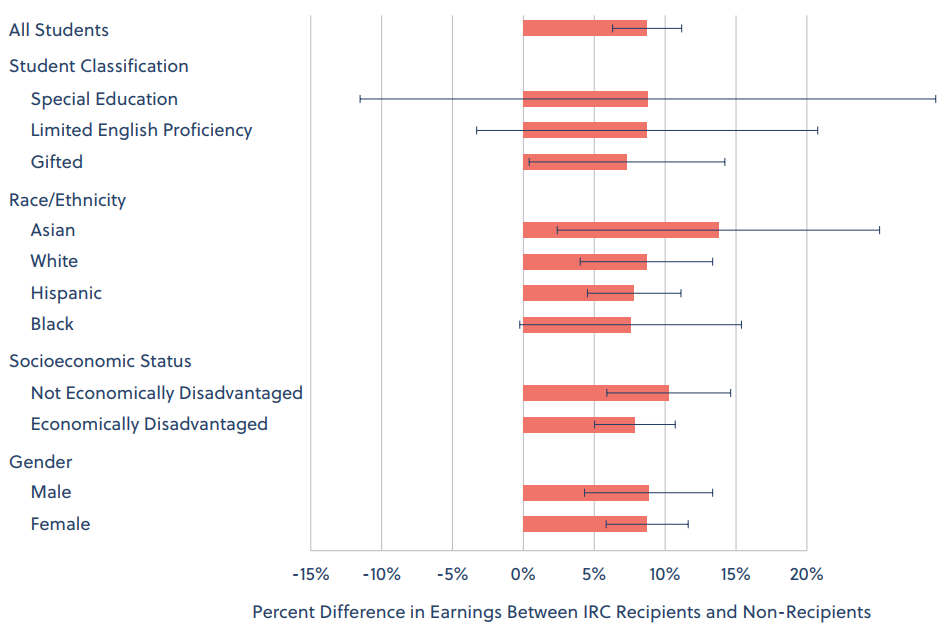 All Students
Student Classification
Special Education
Limited English Proficiency
Gifted
Race/Ethnicity
Asian
White
Hispanic
Black
Socioeconomic Status
Not Economically Disadvantaged
Economically Disadvantaged
Gender
Male
Female
-15% -10% -5% 0% 5% 10% 15% 20%
Percent Difference in Earnings Between IRC Recipients and Non-Recipients